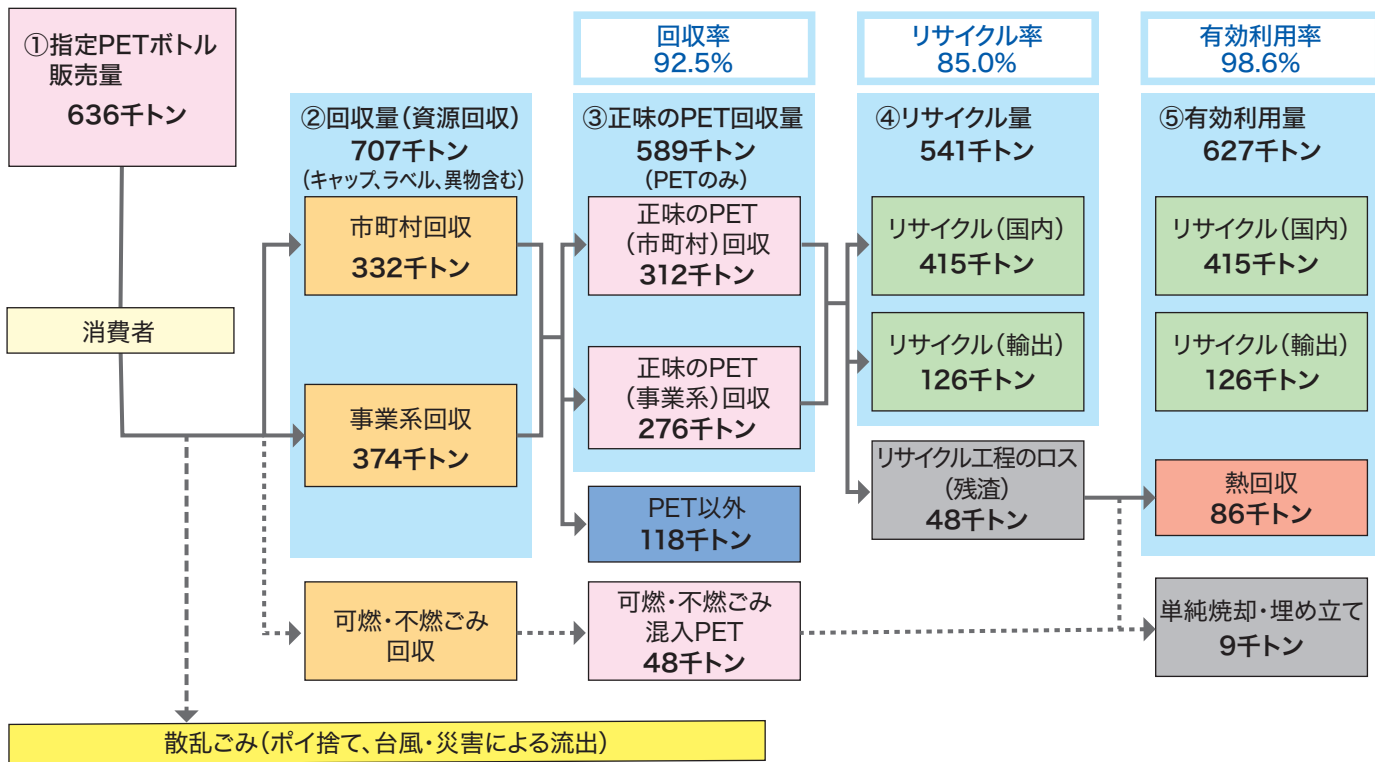 ①指定PETボトル
販売量
636千トン
消費者
②回収量(資源回収)
707千トン
(キャップ、ラベル、異物含む)
市町村回収
332千トン
事業系回収
374千トン
可燃・不燃ごみ
回収
回収率
92.5%
③正味のPET回収量
589千トン
(PETのみ)
正味のPET
(市町村)回収
312千トン
正味のPET
(事業系)回収
276千トン
PET以外
118千トン
可燃・不燃ごみ
混入PET
48千トン
リサイクル率
85.0%
④リサイクル量
541千トン
リサイクル(国内)
415千トン
リサイクル(輸出)
126千トン
リサイクル工程のロス
(残渣)
48千トン
有効利用率
98.6%
⑤有効利用量
627千トン
リサイクル(国内)
415千トン
リサイクル(輸出)
126千トン
熱回収
86千トン
単純焼却・埋め立て
9千トン
散乱ごみ(ポイ捨て、台風・災害による流出)